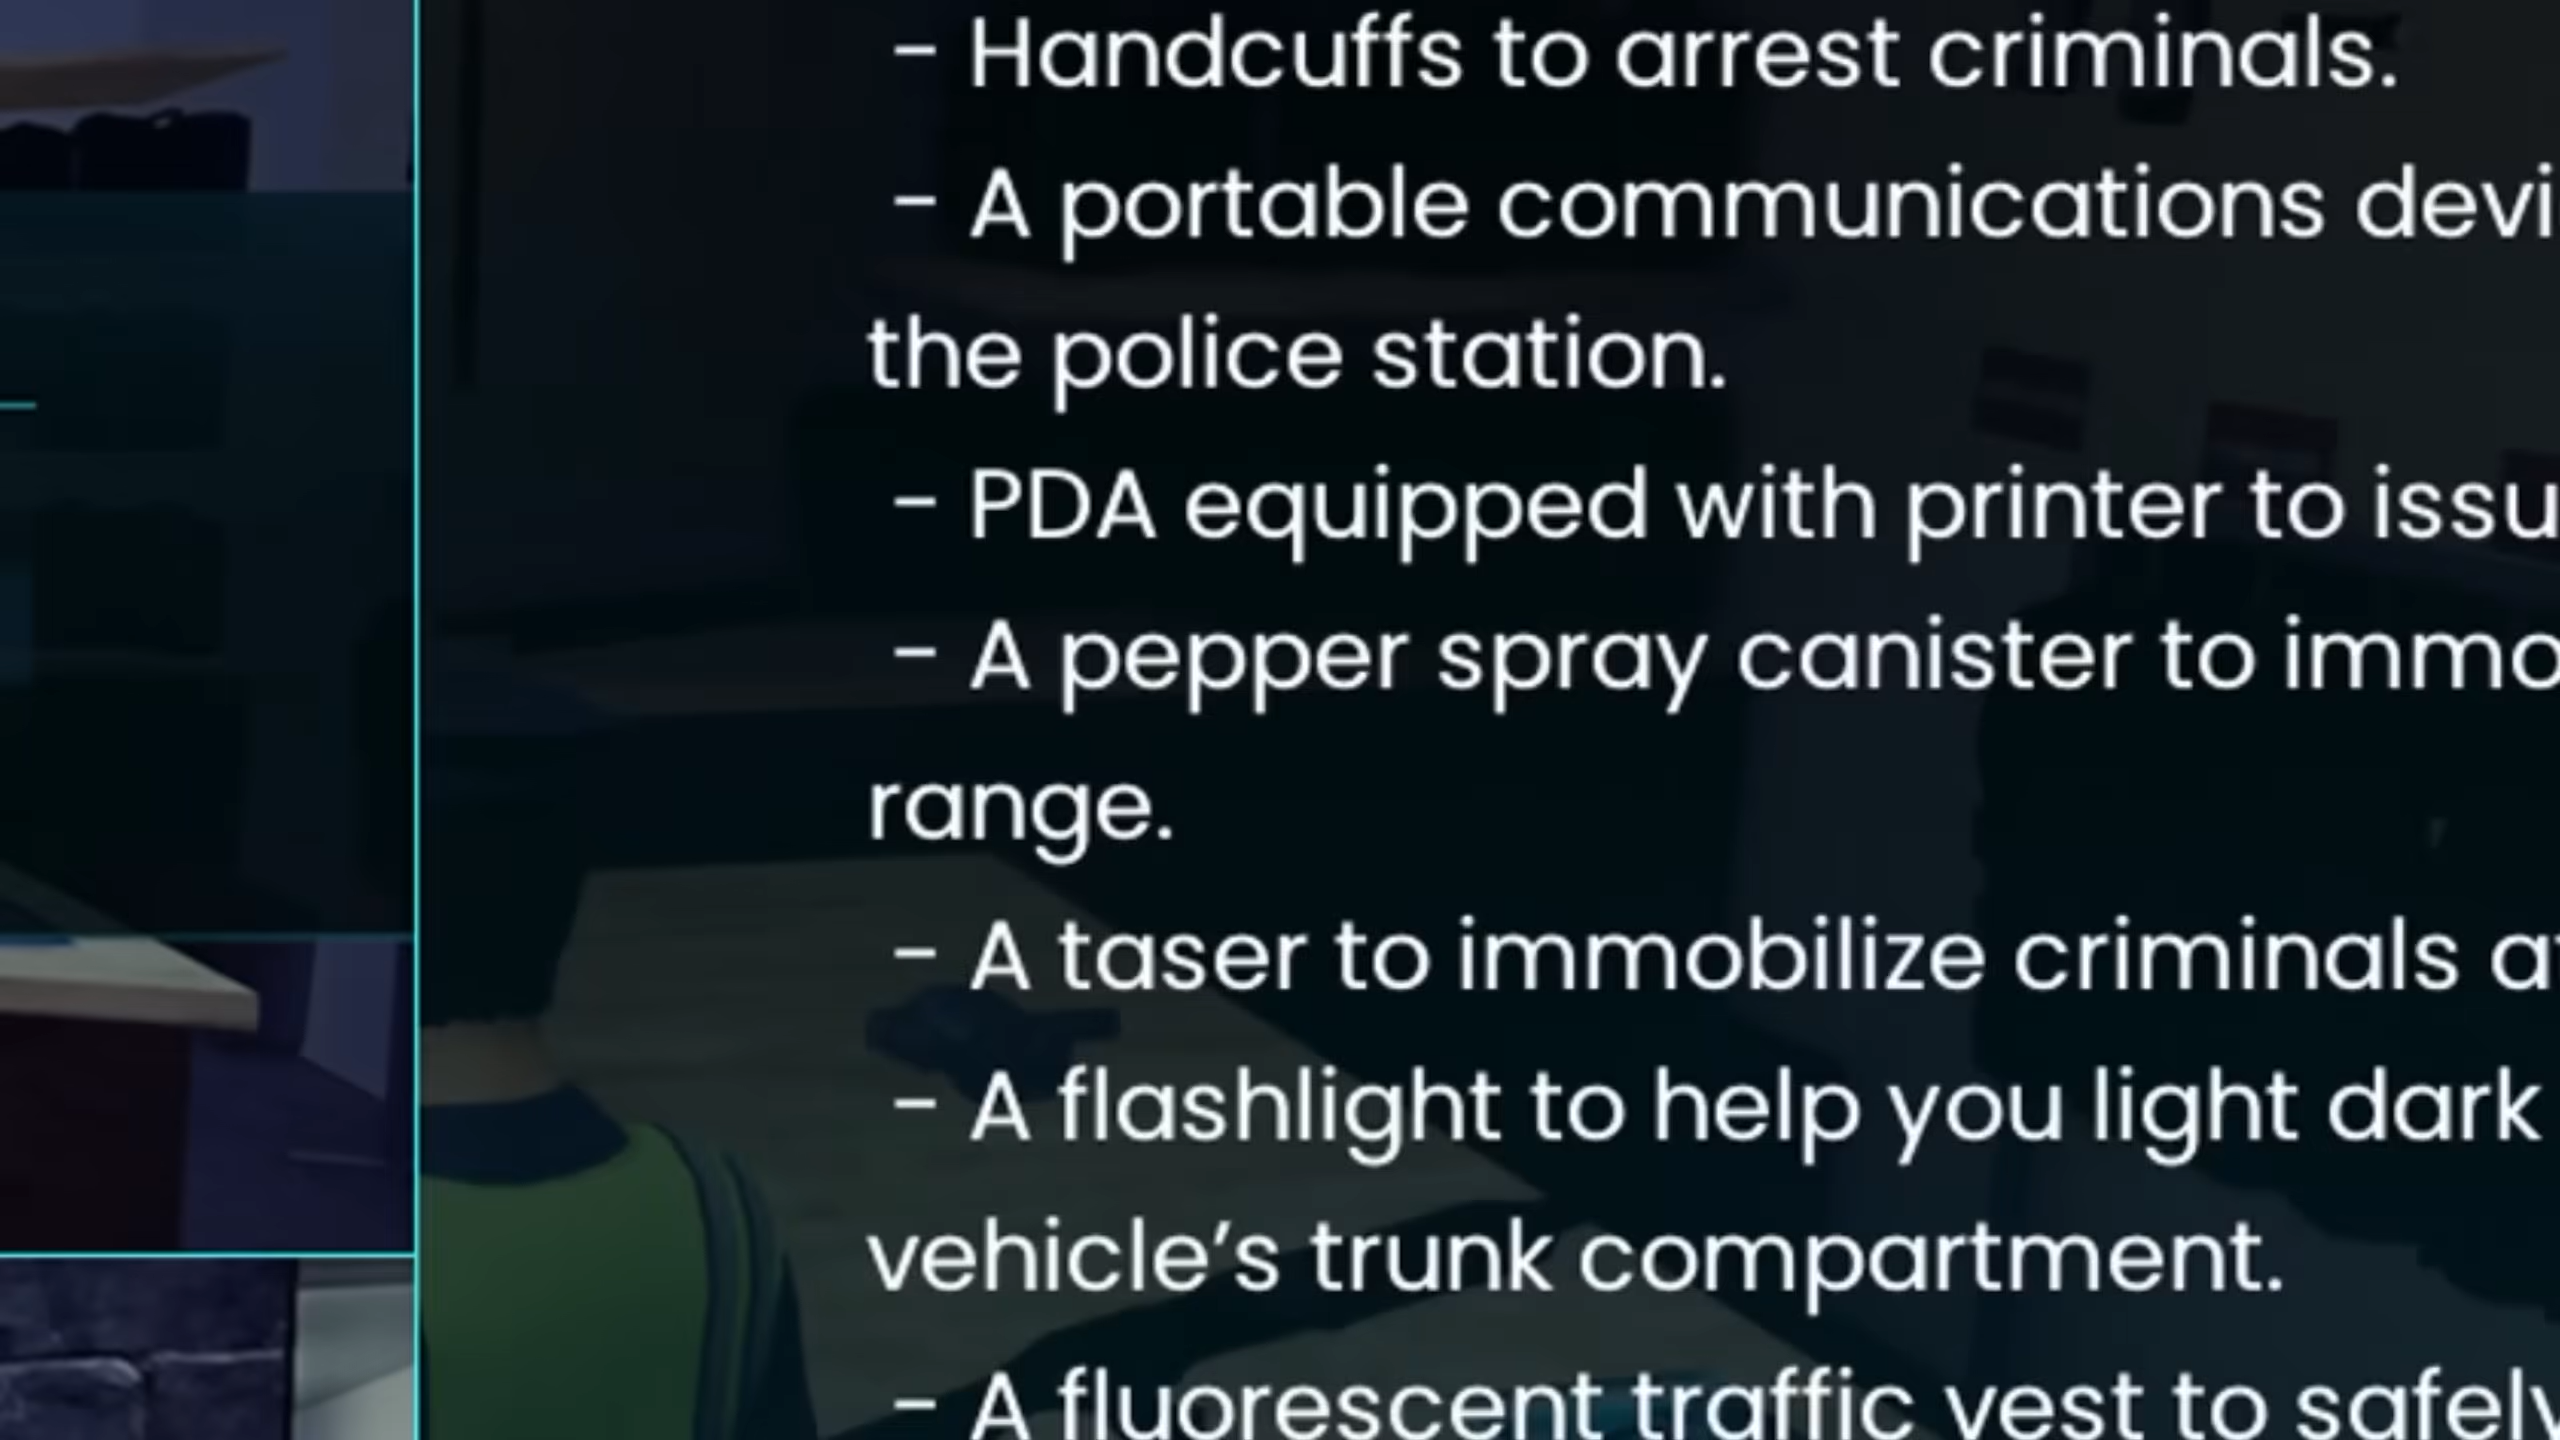 - Handcuffs to arrest criminals.
- A portable communications devi
the police station.
- PDA equipped with printer to issu
- A pepper spray canister to immo
range.
- A taser to immobilize criminals at
- A flashlight to help you light dark
vehicle’s trunk compartment.
- A fluorescent traffic vest to safely